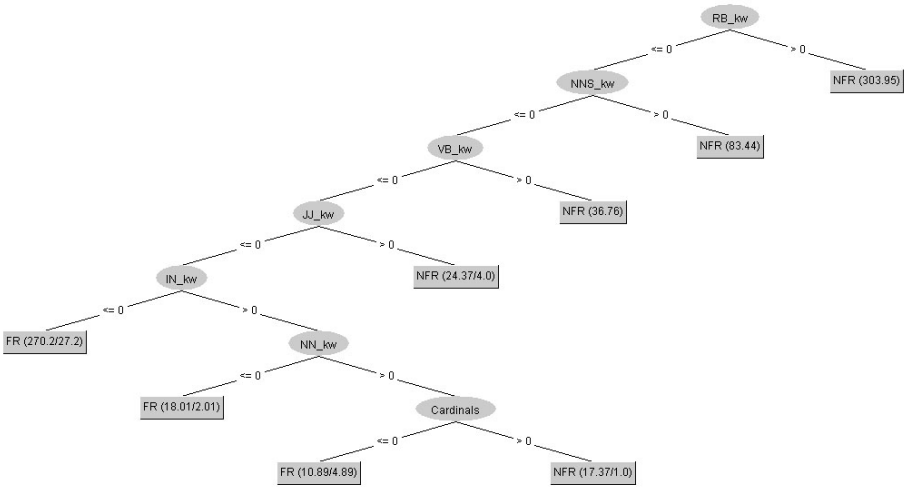 RB_kw
<= 0
> 0
NNS_kw
NFR (303.95)
<= 0
> 0
VB_kw
NFR (83.44)
<= 0
> 0
JJ_kw
NFR (36.76)
<= 0
> 0
IN_kw
NFR (24.37/4.0)
<= 0
> 0
FR (270.2/27.2)
NN_kw
<= 0
> 0
FR (18.01/2.01)
Cardinals
<= 0
> 0
FR (10.89/4.89)
NFR (17.37/1.0)